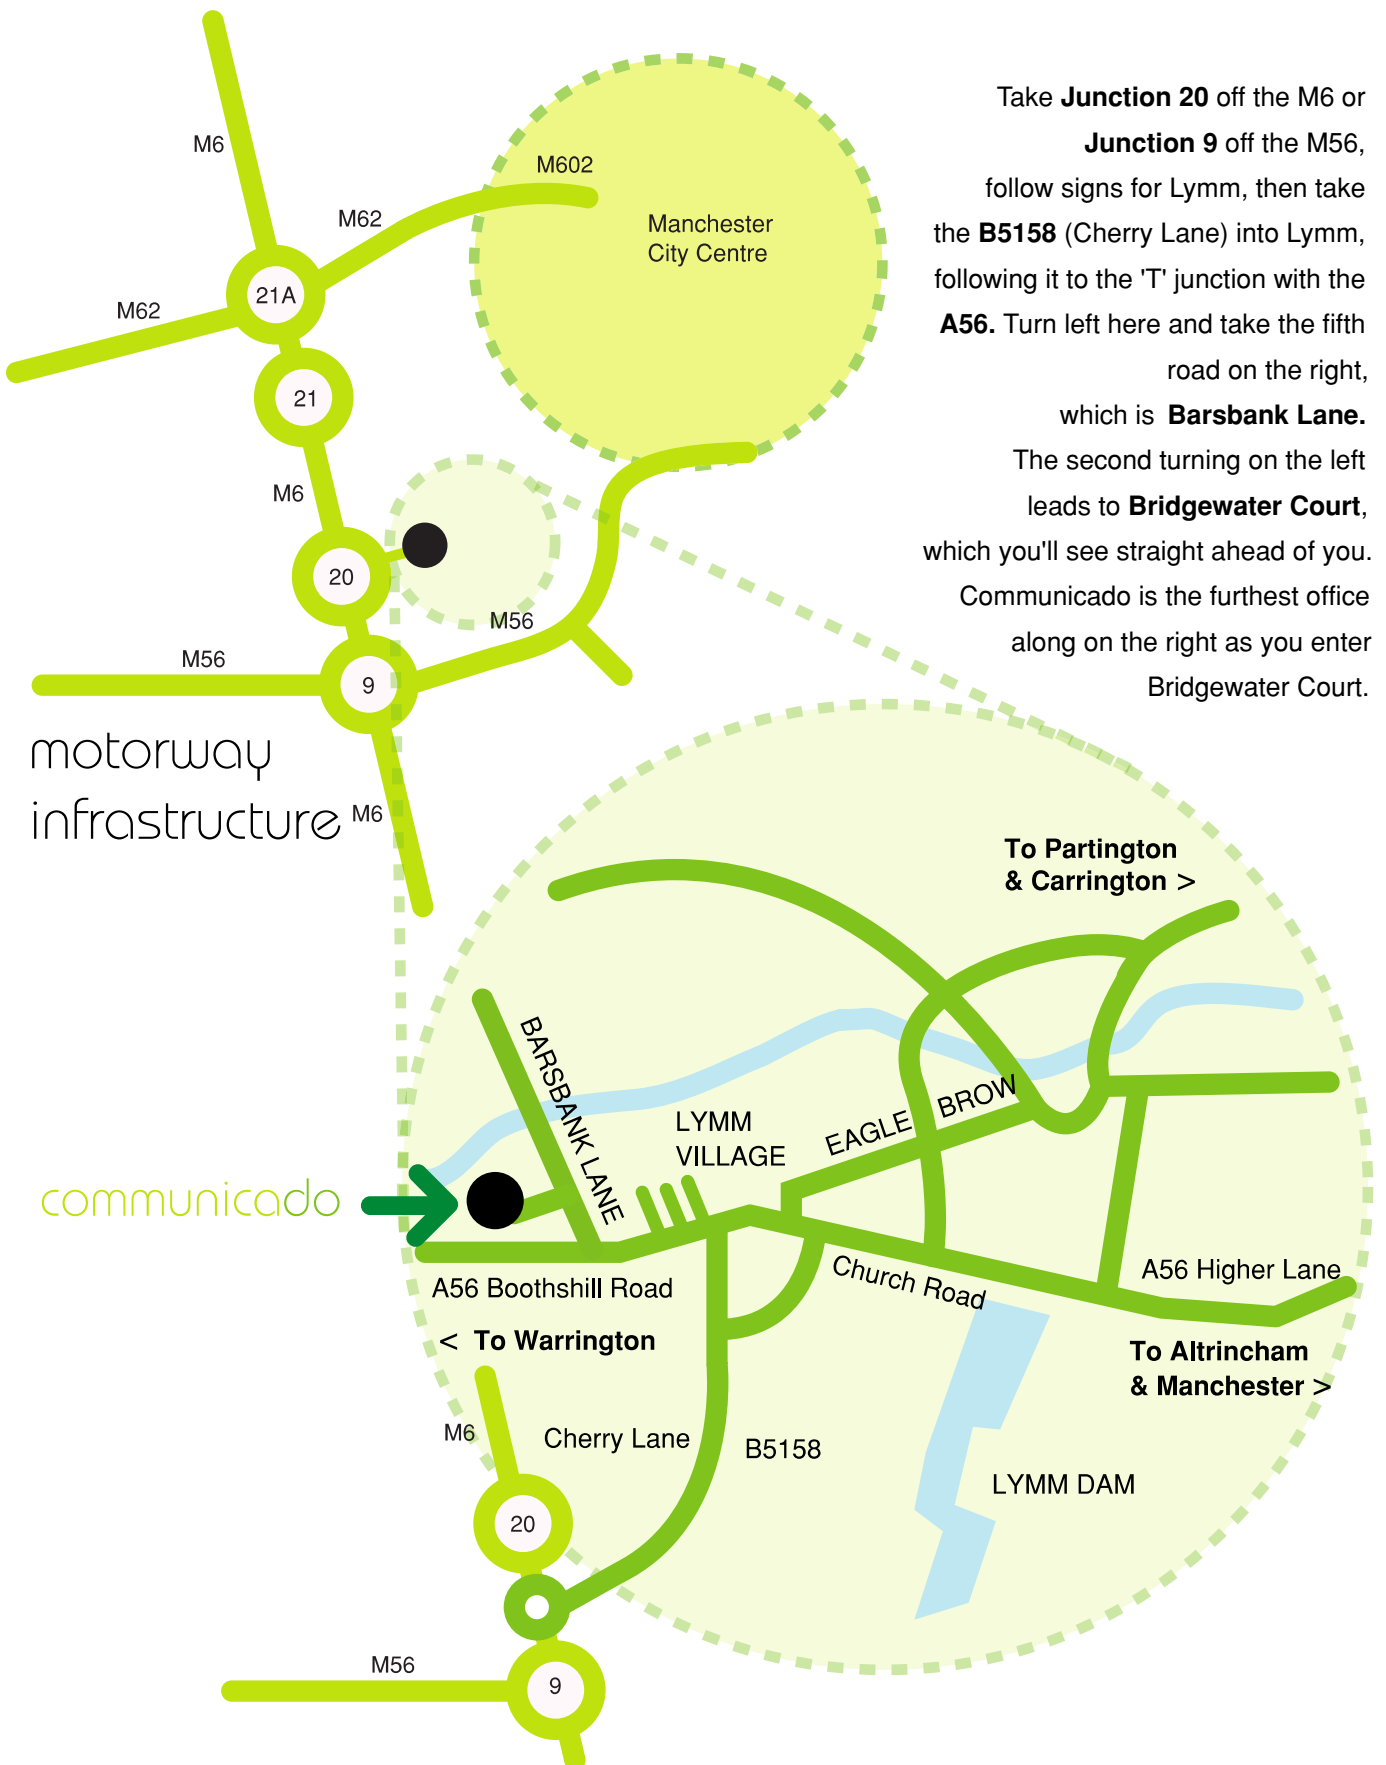 Take Junction 20 off the M6 or
Junction 9 off the M56,
follow signs for Lymm, then take
the B5158 (Cherry Lane) into Lymm,
following it to the 'T' junction with the
A56. Turn left here and take the fifth
road on the right,
which is Barsbank Lane.
The second turning on the left
leads to Bridgewater Court,
which you'll see straight ahead of you.
Communicado is the furthest office
along on the right as you enter
Bridgewater Court.
M6
M602
M62
Manchester
City Centre
21A
M62
21
M6
20
M56
M56
9
motorway
infrastructure
M6
To Partington
& Carrington >
BARSBANK LANE
LYMM
VILLAGE
EAGLE BROW
communicado
Church Road
A56 Higher Lane
A56 Boothshill Road
< To Warrington
To Altrincham
& Manchester >
M6
Cherry Lane
B5158
LYMM DAM
20
M56
9